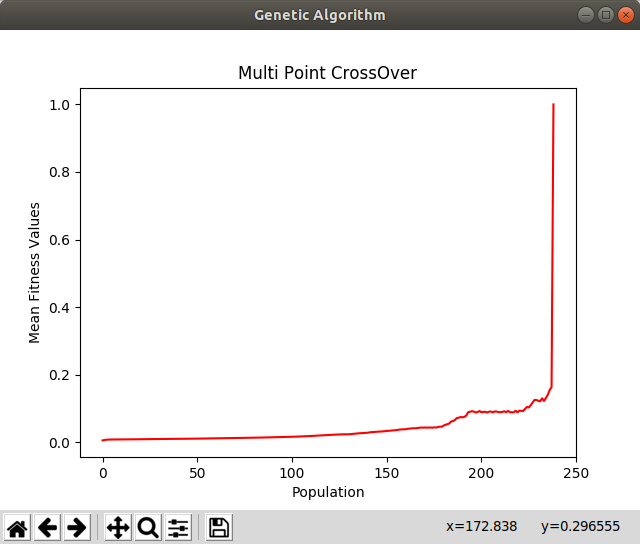 Genetic Algorithm
Multi Point CrossOver
1.0
0.8
0.6
0.4
0.2
0.0
Mean Fitness Values
0 50 100 150 200 250
Population
x=172.838 y=0.296555